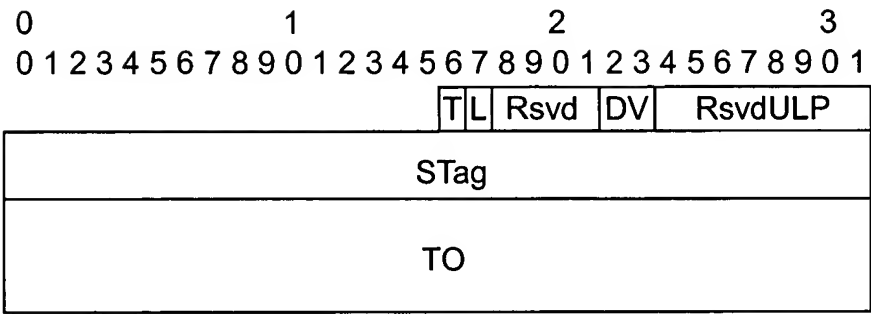 0 1 2 3
0 1 2 3 4 5 6 7 8 9 0 1 2 3 4 5 6 7 8 9 0 1 2 3 4 5 6 7 8 9 0 1
T L Rsvd DV RsvdULP
STag
TO